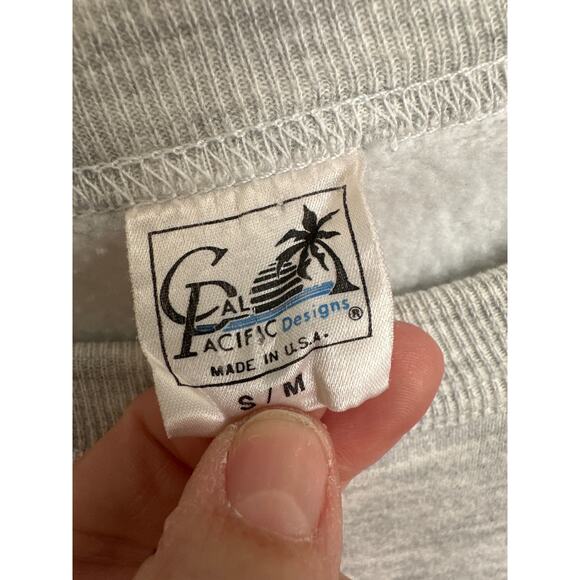 CAL
PACIFIC Designs ®
MADE IN U.S.A.
S / M